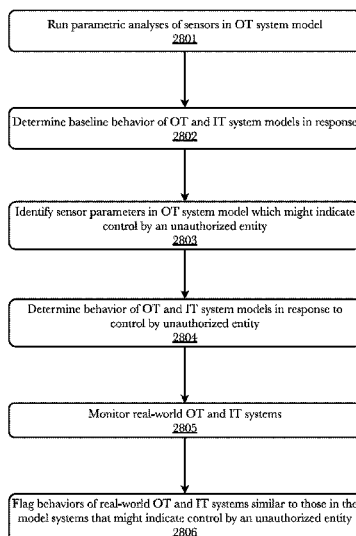 Run parametric analyses of sensors in OT system model
2801
Determine baseline behavior of OT and IT system models in response
2802
Identify sensor parameters in OT system model which might indicate
control by an unauthorized entity
2803
Determine behavior of OT and IT system models in response to
control by unauthorized entity
2804
Monitor real-world OT and IT systems
2805
Flag behaviors of real-world OT and IT systems similar to those in the
model systems that might indicate control by an unauthorized entity
2806